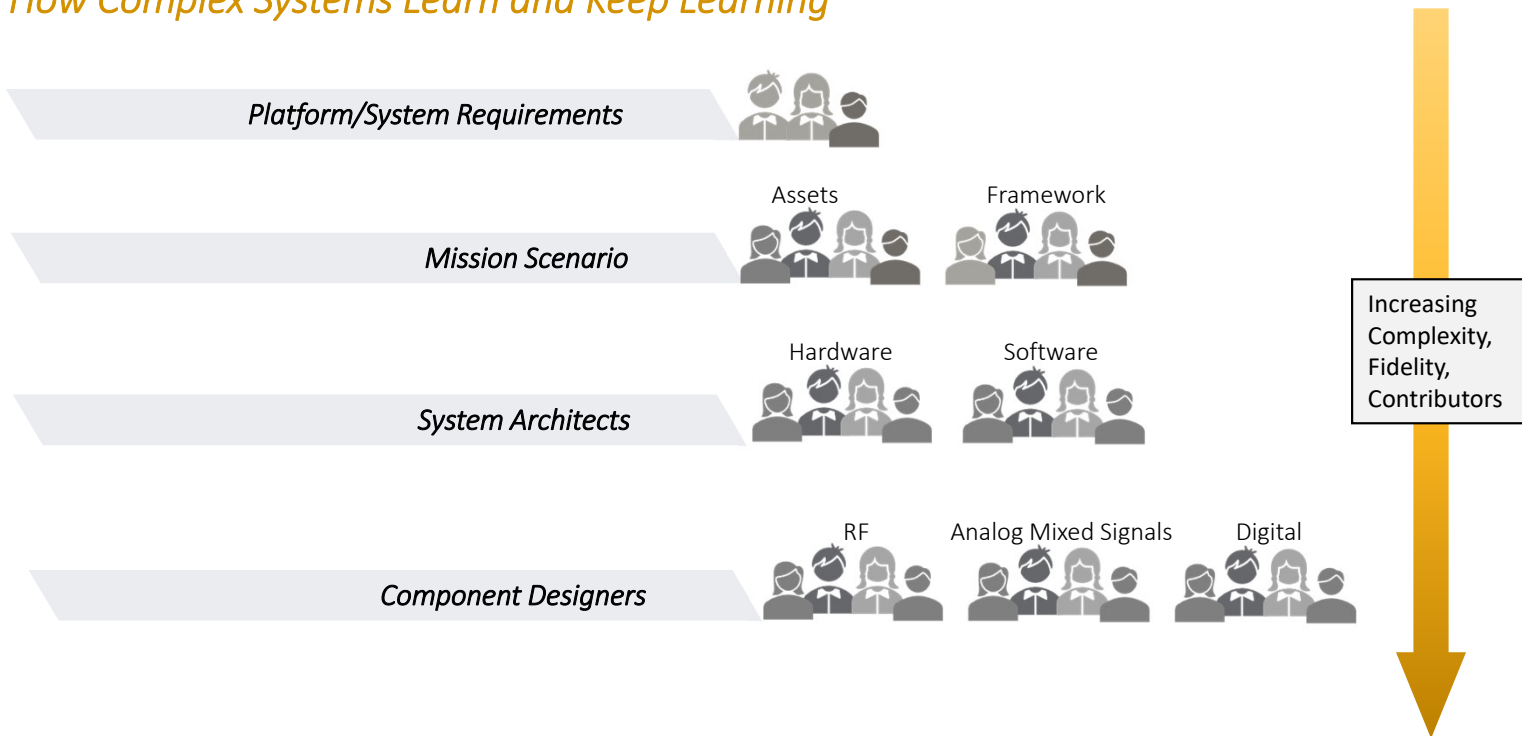 How Complex Systems Learn and Keep Learning
Platform/System Requirements
Assets
Framework
Mission Scenario
Increasing
Complexity,
Fidelity,
Contributors
Hardware
Software
System Architects
RF
Analog Mixed Signals
Digital
Component Designers